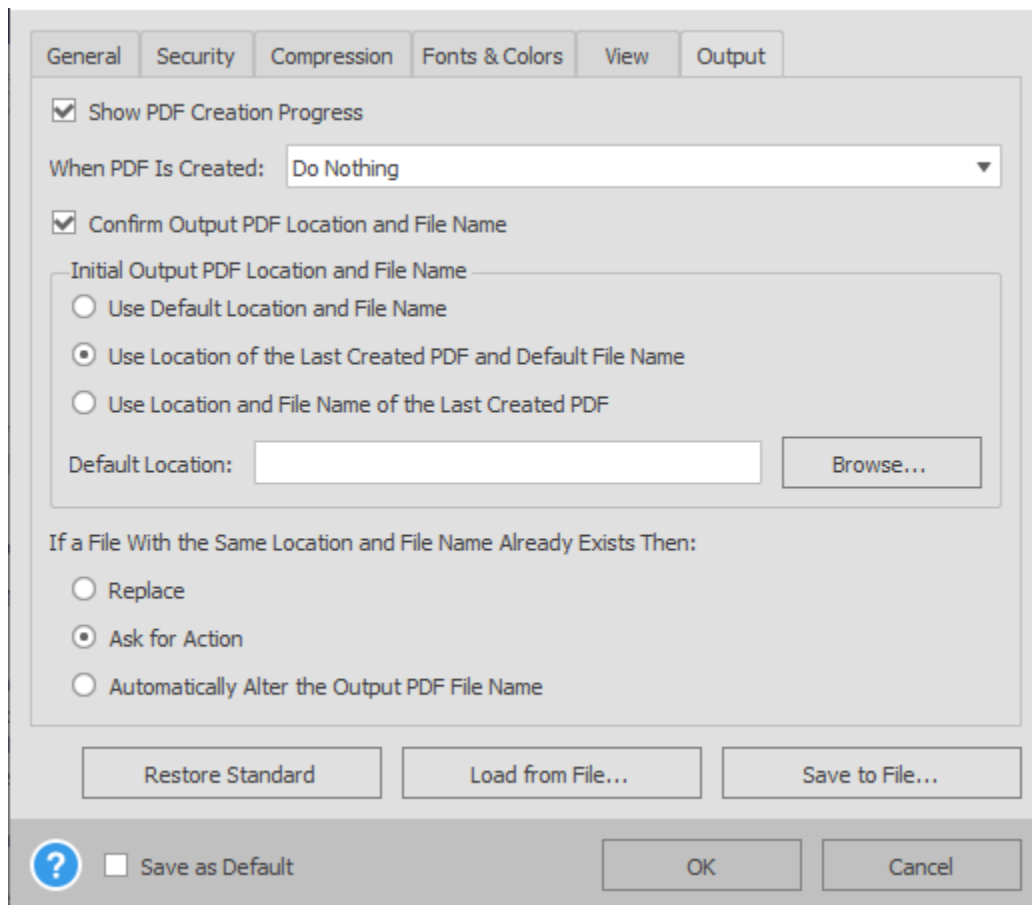 General Security Compression Fonts & Colors View Output
Show PDF Creation Progress
When PDF Is Created: Do Nothing
Confirm Output PDF Location and File Name
Initial Output PDF Location and File Name
Use Default Location and File Name
Use Location of the Last Created PDF and Default File Name
Use Location and File Name of the Last Created PDF
Default Location: Browse...
If a File With the Same Location and File Name Already Exists Then:
Replace
Ask for Action
Automatically Alter the Output PDF File Name
Restore Standard Load from File... Save to File...
? Save as Default OK Cancel